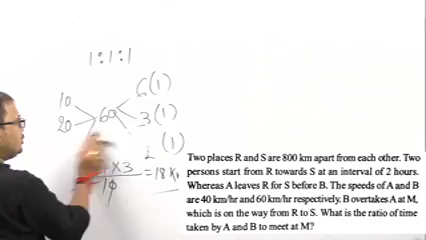 1:1:1
10
20
60
6(1)
3(1)
(1)
× 3
10
= 18
Two places R and S are 800 km apart from each other. Two
persons start from R towards S at an interval of 2 hours.
Whereas A leaves R for S before B. The speeds of A and B
are 40 km/hr and 60 km/hr respectively. B overtakes A at M,
which is on the way from R to S. What is the ratio of time
taken by A and B to meet at M?